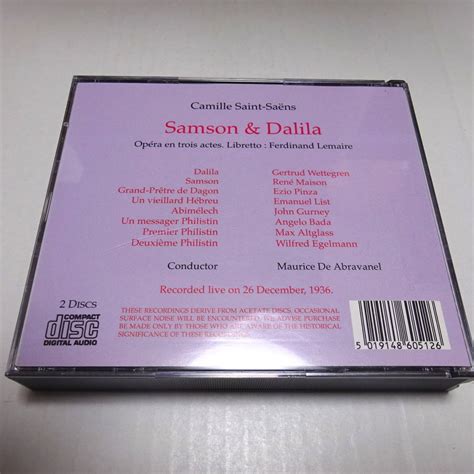 Camille Saint-Saëns
Samson & Dalila
Opéra en trois actes. Libretto : Ferdinand Lemaire
Dalila Gertrud Wettegren
Samson René Maison
Grand-Prêtre de Dagon Ezio Pinza
Un vieillard Hébreu Emanuel List
Abimélech John Gurney
Un messager Philistin Angelo Bada
Premier Philistin Max Altglass
Deuxième Philistin Wilfred Egelmann
Conductor Maurice De Abravanel
Recorded live on 26 December, 1936.
2 DISCS
THESE RECORDINGS DERIVE FROM ACETATE DISCS. OCCASIONAL
SURFACE NOISE WILL BE ENCOUNTERED. WE ADVISE PURCHASE
BE MADE ONLY BY THOSE WHO ARE AWARE OF THE HISTORICAL
SIGNIFICANCE OF THESE RECORDINGS.
COMPACT
disc
DIGITAL AUDIO
5 019148 605126